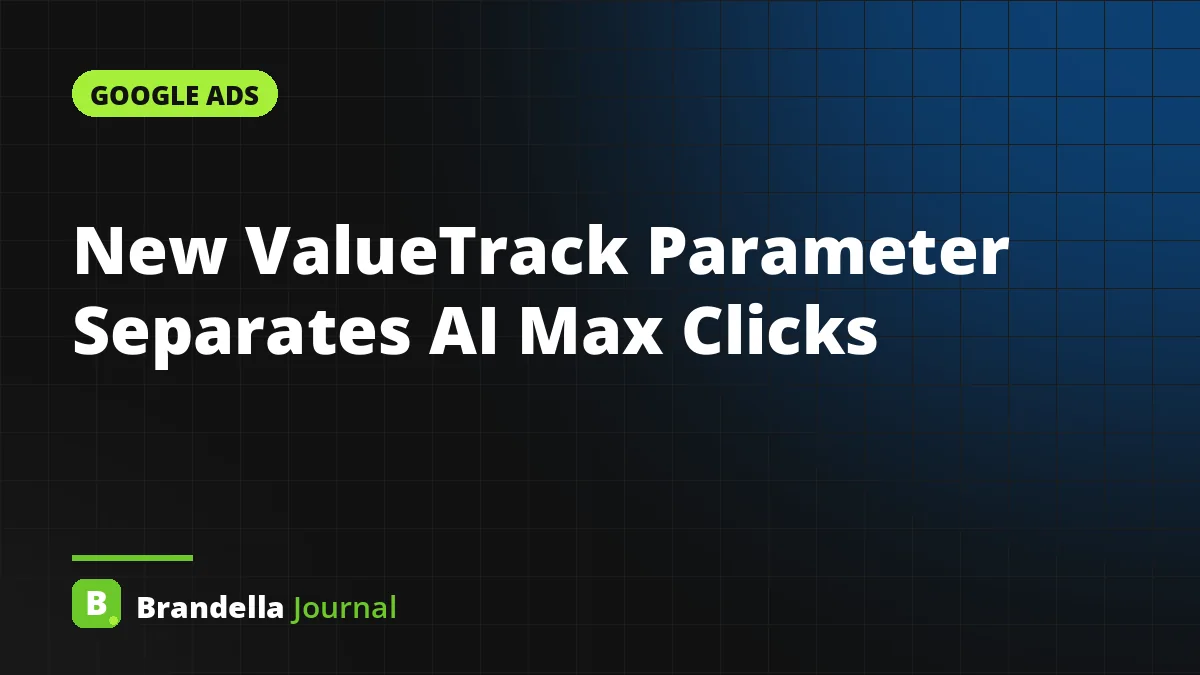 GOOGLE ADS
New ValueTrack Parameter
Separates AI Max Clicks
B
Brandella Journal